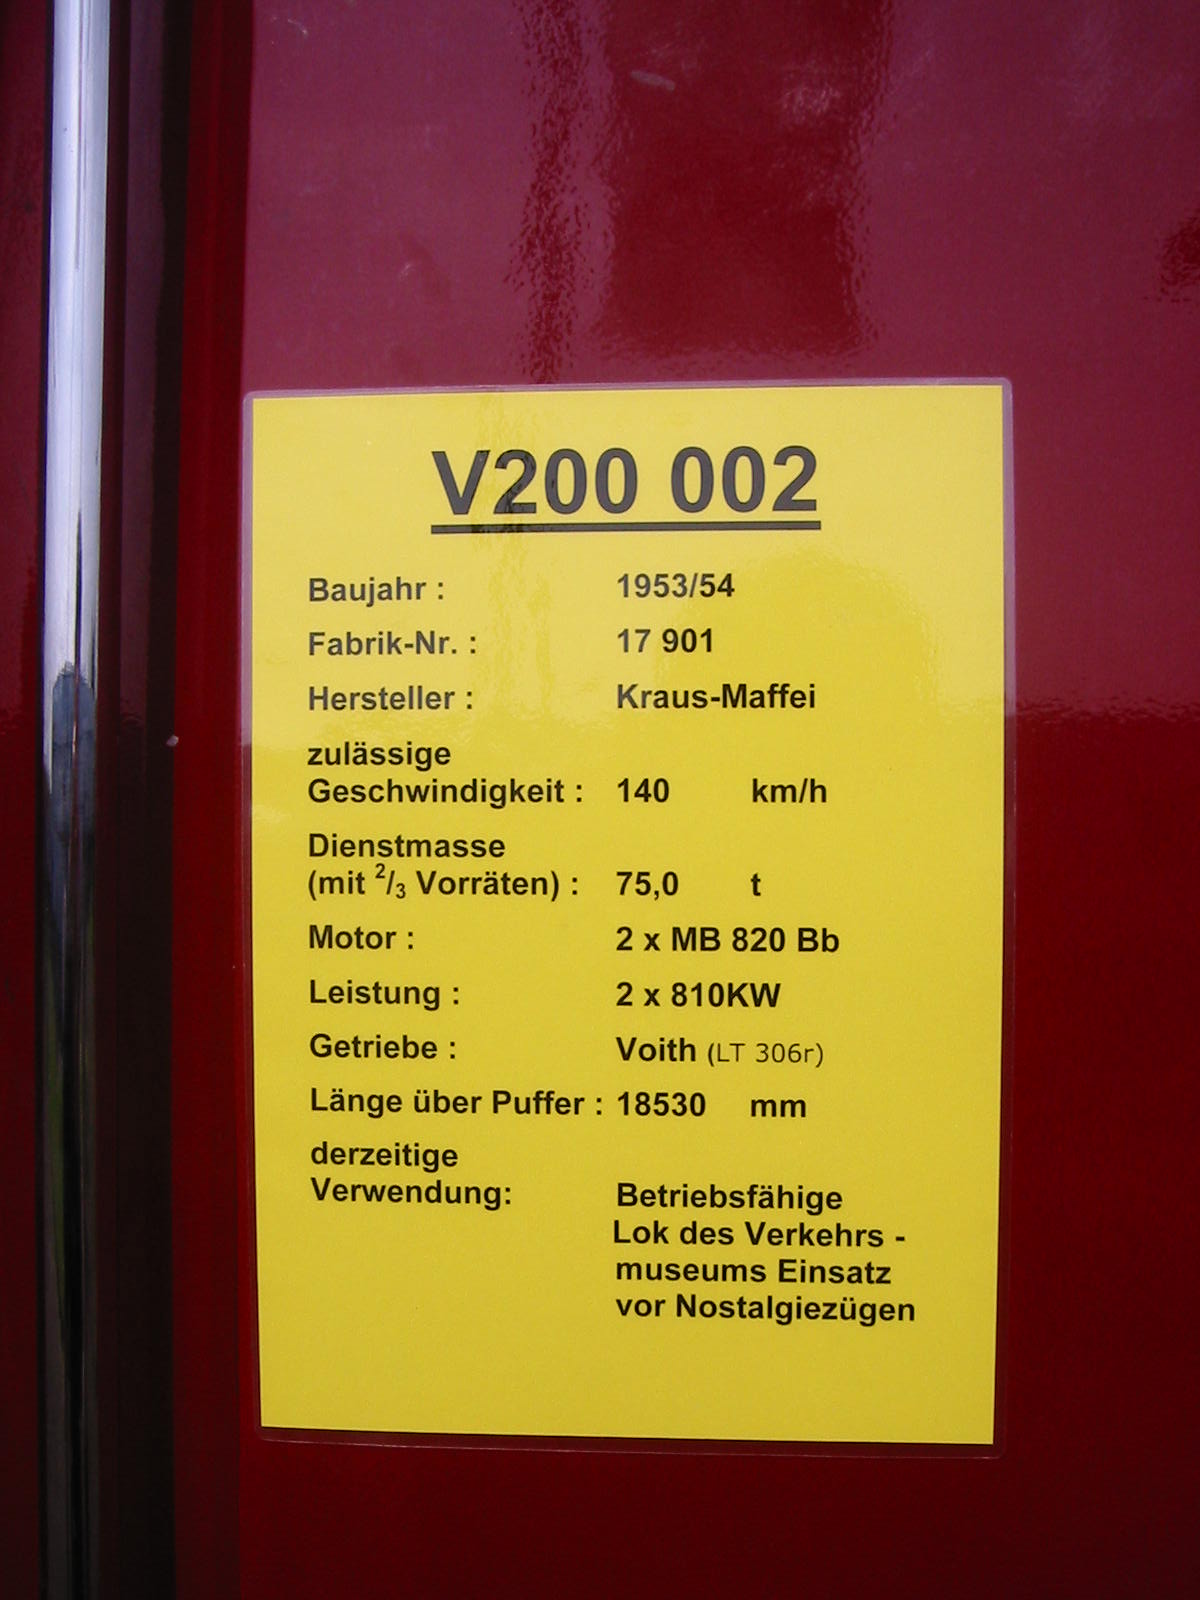 V200 002
Baujahr : 1953/54
Fabrik-Nr. : 17 901
Hersteller : Kraus-Maffei
zulässige
Geschwindigkeit : 140 km/h
Dienstmasse
(mit 2/3 Vorräten) : 75,0 t
Motor : 2 x MB 820 Bb
Leistung : 2 x 810KW
Getriebe : Voith (LT 306r)
Länge über Puffer : 18530 mm
derzeitige
Verwendung: Betriebsfähige
Lok des Verkehrs -
museums Einsatz
vor Nostalgiezügen